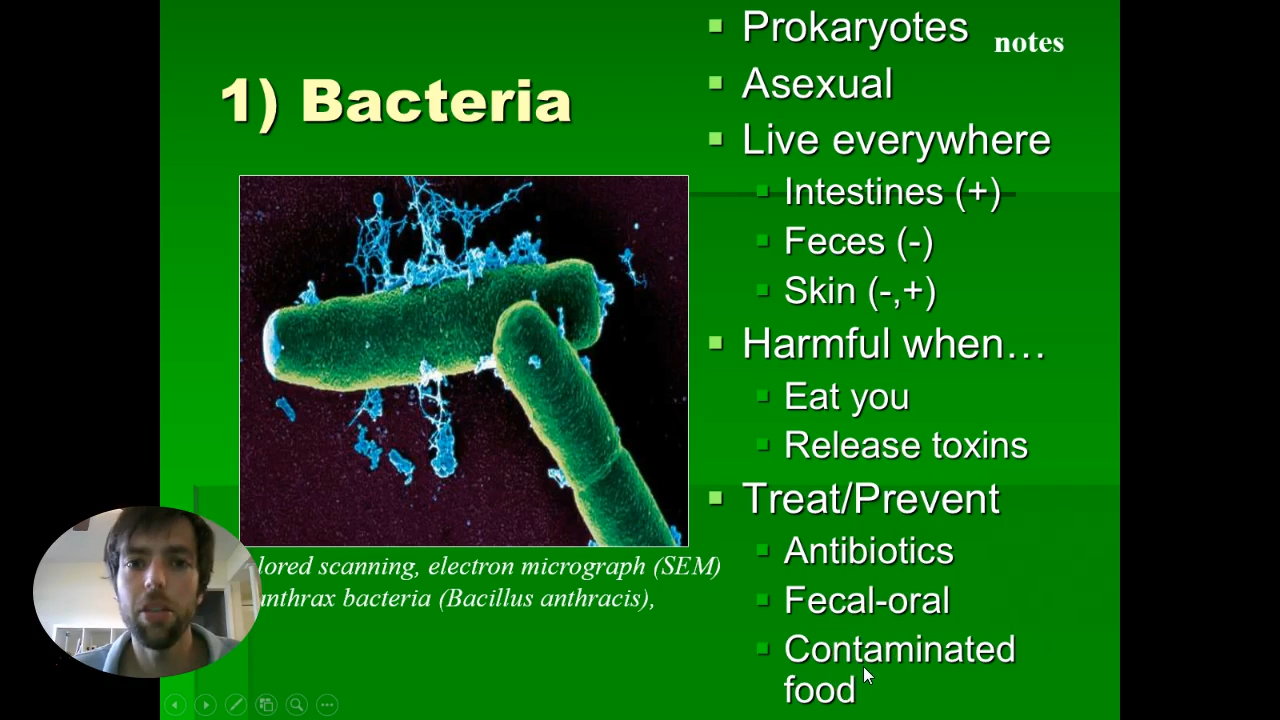 1) Bacteria
lored scanning, electron micrograph (SEM)
nthrax bacteria (Bacillus anthracis),
Prokaryotes
notes
Asexual
Live everywhere
Intestines (+)
Feces (-)
Skin (-,+)
Harmful when…
Eat you
Release toxins
Treat/Prevent
Antibiotics
Fecal-oral
Contaminated
food